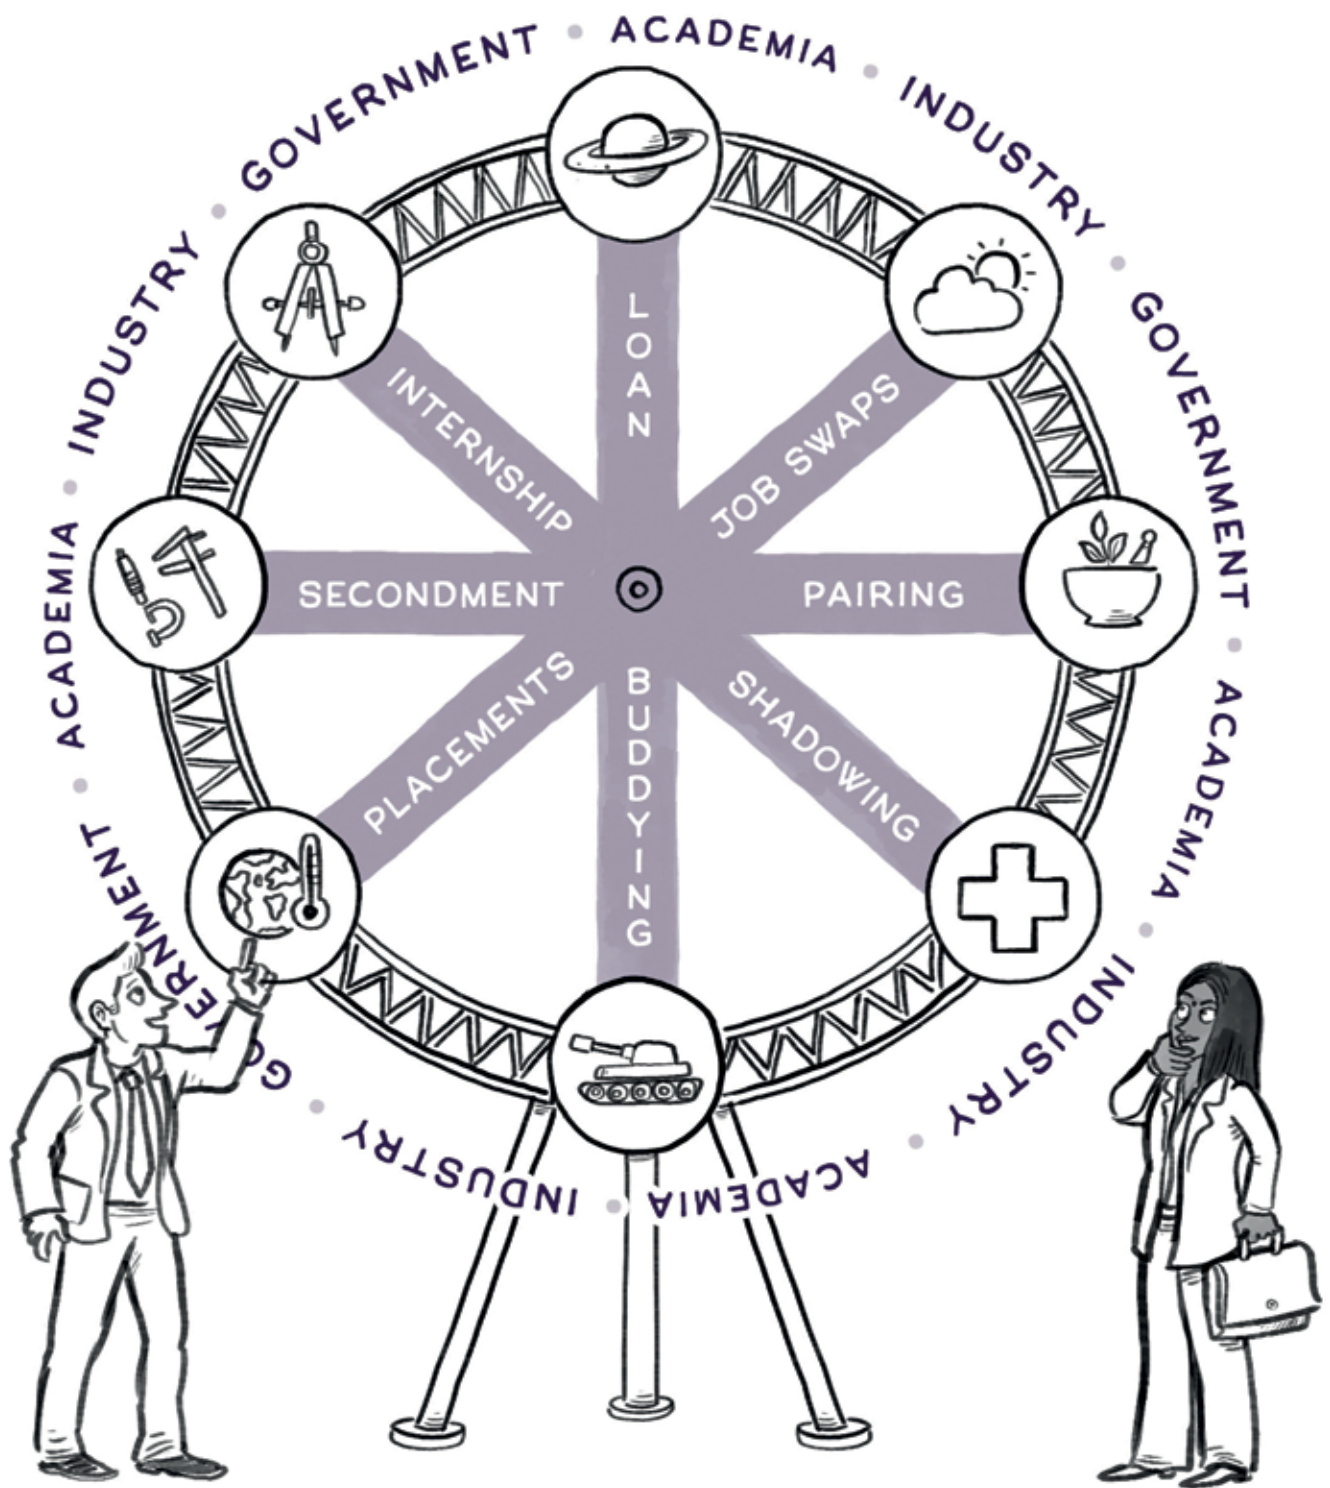 ACADEMIA • INDUSTRY • GOVERNMENT • ACADEMIA • INDUSTRY • ACADEMIA • INDUSTRY • GOVERNMENT • ACADEMIA • INDUSTRY • GOVERNMENT •
LOAN
JOB SWAPS
PAIRING
SHADOWING
BUDDYING
PLACEMENTS
SECONDMENT
INTERNSHIP